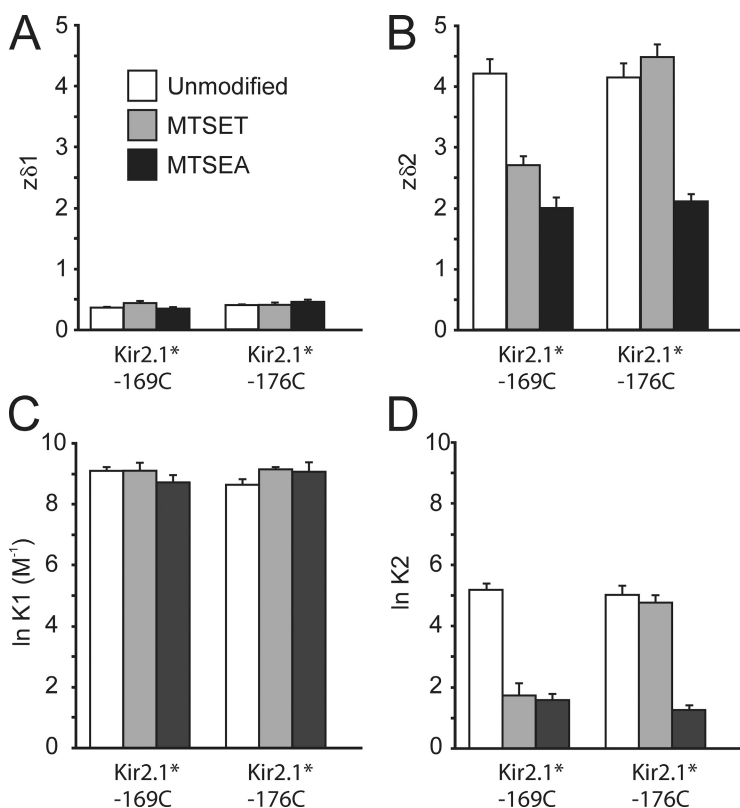 A
5
4
3
2
1
0
zδ1
Unmodified
MTSET
MTSEA
Kir2.1* Kir2.1*
-169C -176C
B
5
4
3
2
1
0
zδ2
Kir2.1* Kir2.1*
-169C -176C
C
10
8
6
4
2
0
ln K1 (M⁻¹)
Kir2.1* Kir2.1*
-169C -176C
D
10
8
6
4
2
0
ln K2
Kir2.1* Kir2.1*
-169C -176C